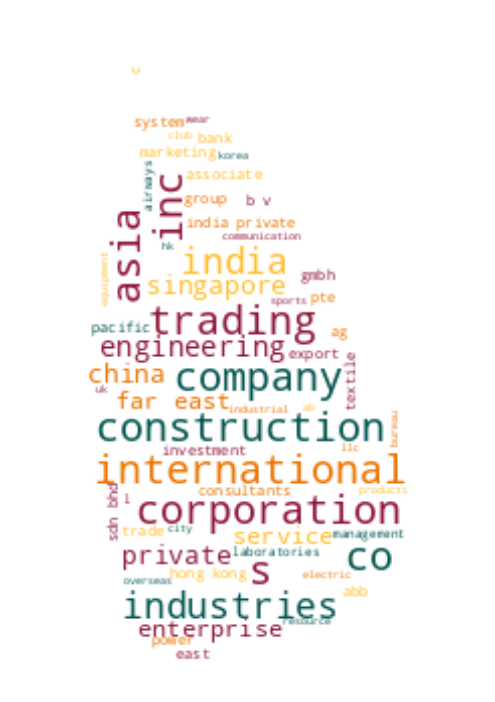 u
system wear
club bank
marketing korea
airways
associate
inc
group b v
asia
india private
communication
hk
india
equipment
gmbh
singapore
sports pte
trading
pacific
ag
engineering
export
textile
china
company
uk
far east
industrial ab
construction
bureau
investment
llc
international
consultants
products
sdn bhd
l
corporation
trade city
service
management
private
laboratories
co
s
hong kong
electric
overseas
abb
industries
resource
enterprise
power
east